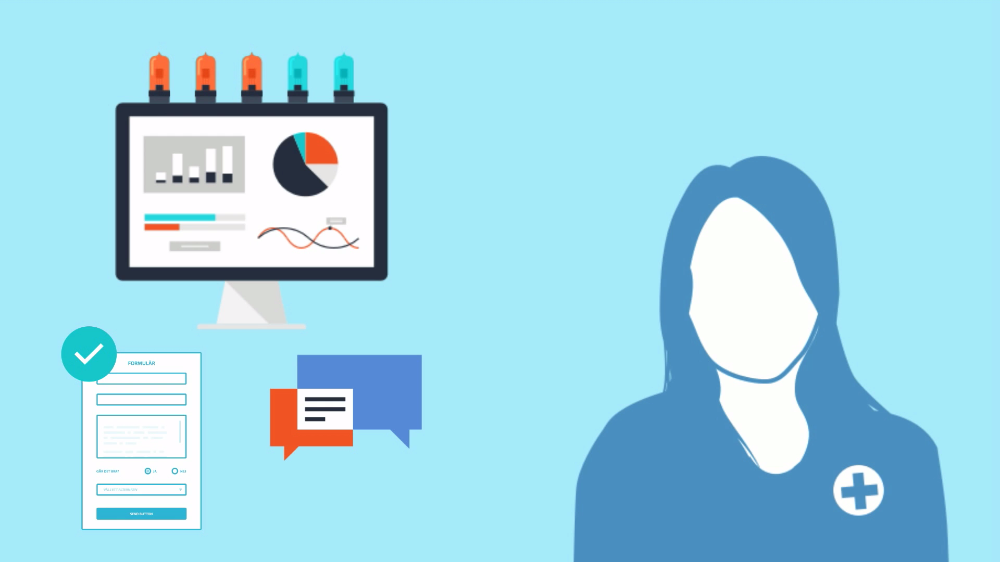 FORMULÄR
GÅR DET BRA? JA NEJ
VÄLJ ETT ALTERNATIV
SEND BUTTON